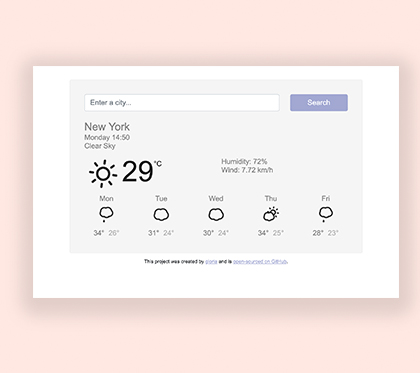 Enter a city...
Search
New York
Monday 14:50
Clear Sky
29°C
Humidity: 72%
Wind: 7.72 km/h
Mon Tue Wed Thu Fri
34° 26° 31° 24° 30° 24° 34° 25° 28° 23°
This project was created by and is open-sourced on GitHub.